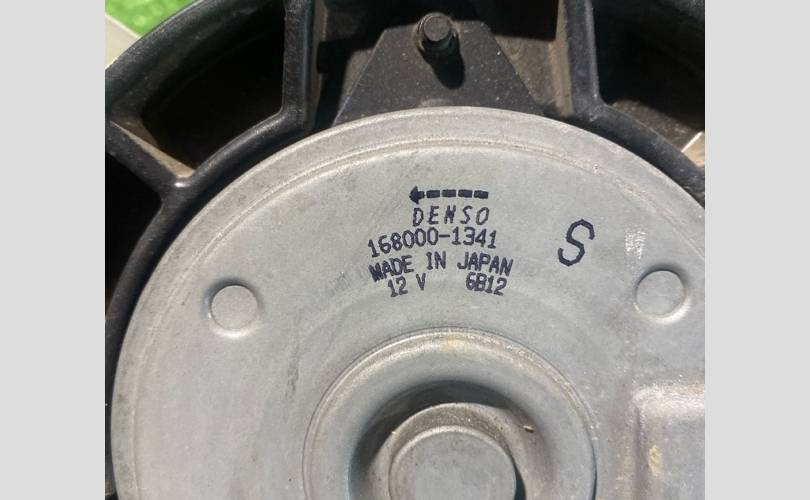 DENSO
168000-1341
MADE IN JAPAN
12 V 6B12
S